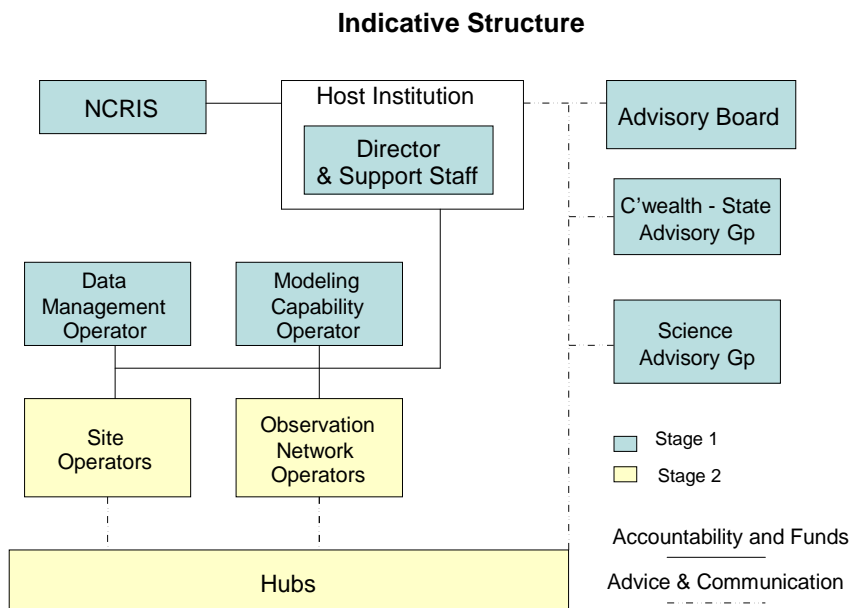 Indicative Structure
NCRIS
Host Institution
Director
& Support Staff
Advisory Board
C'wealth - State
Advisory Gp
Data
Management
Operator
Modeling
Capability
Operator
Science
Advisory Gp
Site
Operators
Observation
Network
Operators
Stage 1
Stage 2
Accountability and Funds
Advice & Communication
Hubs